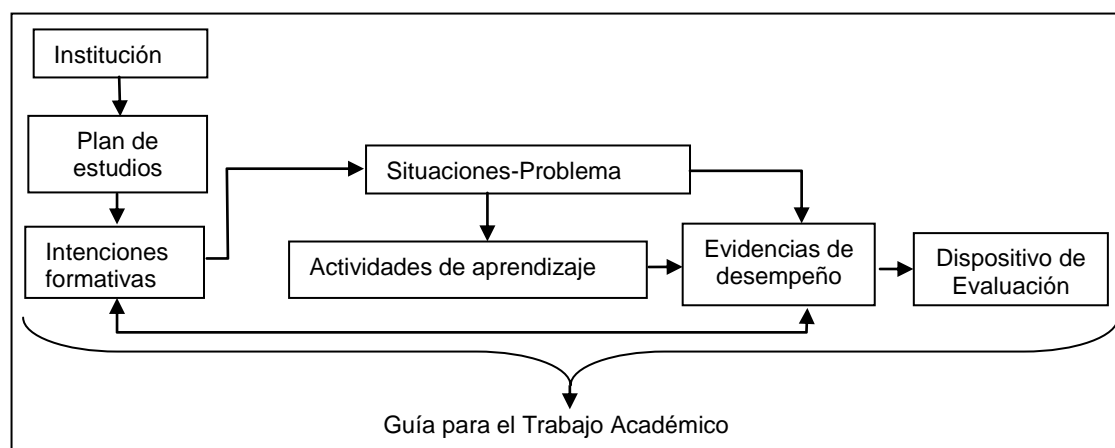 Institución
Plan de
estudios
Intenciones
formativas
Situaciones-Problema
Actividades de aprendizaje
Evidencias de
desempeño
Dispositivo de
Evaluación
Guía para el Trabajo Académico